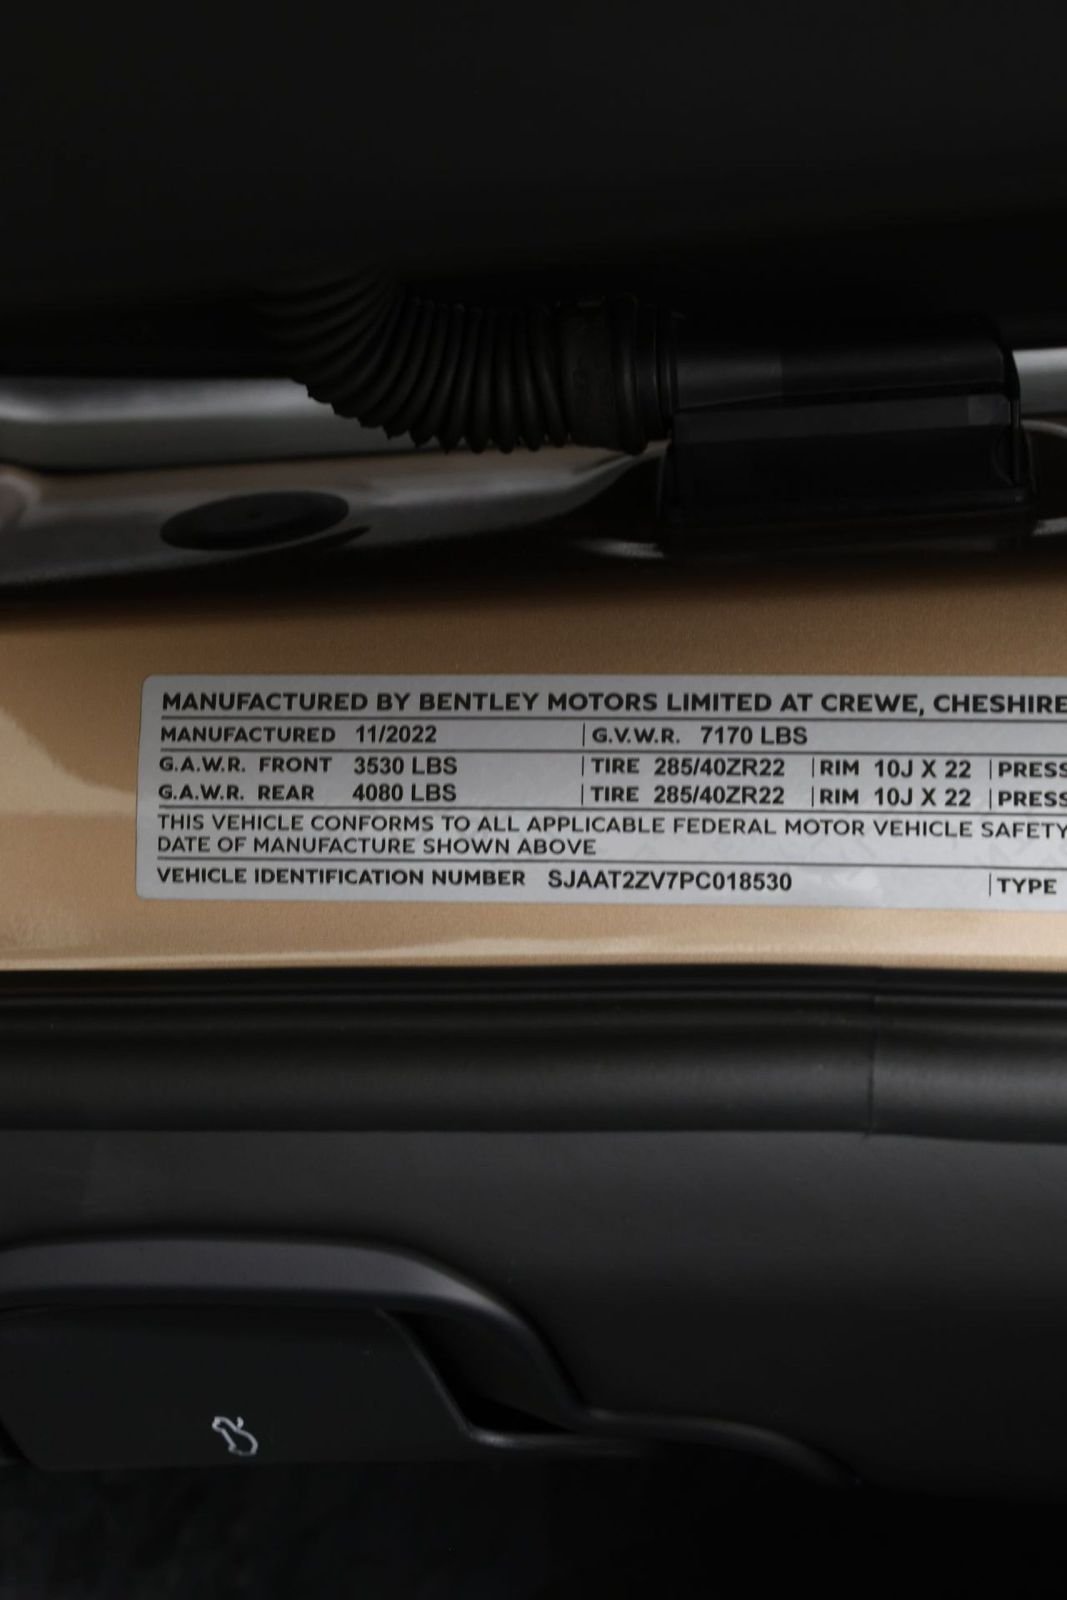 MANUFACTURED BY BENTLEY MOTORS LIMITED AT CREWE, CHESHIRE
MANUFACTURED 11/2022 G.V.W.R. 7170 LBS
G.A.W.R. FRONT 3530 LBS TIRE 285/40ZR22 RIM 10J X 22 PRESS
G.A.W.R. REAR 4080 LBS TIRE 285/40ZR22 RIM 10J X 22 PRESS
THIS VEHICLE CONFORMS TO ALL APPLICABLE FEDERAL MOTOR VEHICLE SAFETY
DATE OF MANUFACTURE SHOWN ABOVE
VEHICLE IDENTIFICATION NUMBER SJAAT2ZV7PC018530 TYPE